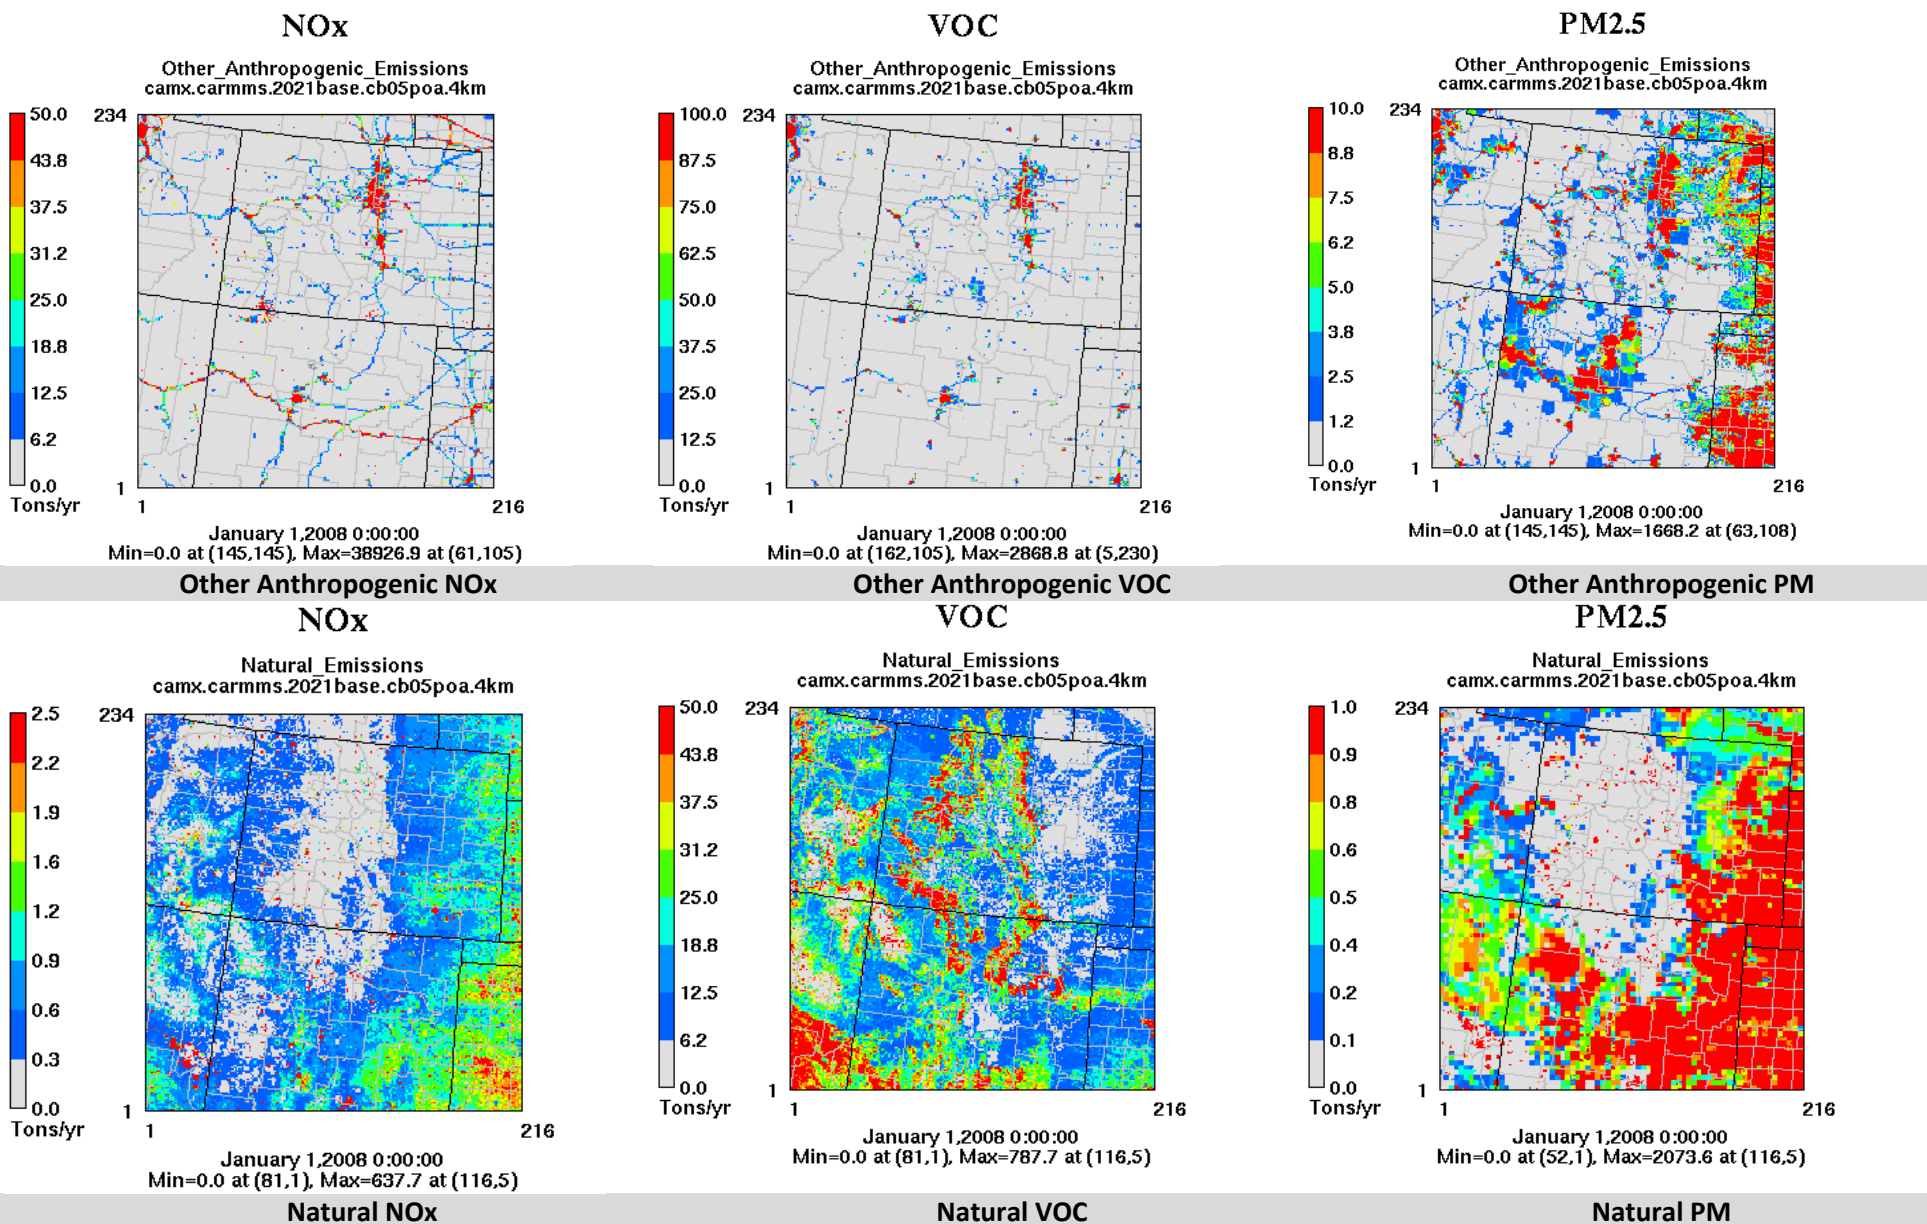 NOx
Other_Anthropogenic_Emissions
camx.carmms.2021base.cb05poa.4km
50.0
43.8
37.5
31.2
25.0
18.8
12.5
6.2
0.0
Tons/yr
234
1
1
216
January 1,2008 0:00:00
Min=0.0 at (145,145), Max=38926.9 at (61,105)
Other Anthropogenic NOx
VOC
Other_Anthropogenic_Emissions
camx.carmms.2021base.cb05poa.4km
100.0
87.5
75.0
62.5
50.0
37.5
25.0
12.5
0.0
Tons/yr
234
1
1
216
January 1,2008 0:00:00
Min=0.0 at (162,105), Max=2868.8 at (5,230)
Other Anthropogenic VOC
PM2.5
Other_Anthropogenic_Emissions
camx.carmms.2021base.cb05poa.4km
10.0
8.8
7.5
6.2
5.0
3.8
2.5
1.2
0.0
Tons/yr
234
1
1
216
January 1,2008 0:00:00
Min=0.0 at (145,145), Max=1668.2 at (63,108)
Other Anthropogenic PM
NOx
Natural_Emissions
camx.carmms.2021base.cb05poa.4km
2.5
2.2
1.9
1.6
1.2
0.9
0.6
0.3
0.0
Tons/yr
234
1
1
216
January 1,2008 0:00:00
Min=0.0 at (81,1), Max=637.7 at (116,5)
Natural NOx
VOC
Natural_Emissions
camx.carmms.2021base.cb05poa.4km
50.0
43.8
37.5
31.2
25.0
18.8
12.5
6.2
0.0
Tons/yr
234
1
1
216
January 1,2008 0:00:00
Min=0.0 at (81,1), Max=787.7 at (116,5)
Natural VOC
PM2.5
Natural_Emissions
camx.carmms.2021base.cb05poa.4km
1.0
0.9
0.8
0.6
0.5
0.4
0.2
0.1
0.0
Tons/yr
234
1
1
216
January 1,2008 0:00:00
Min=0.0 at (52,1), Max=2073.6 at (116,5)
Natural PM